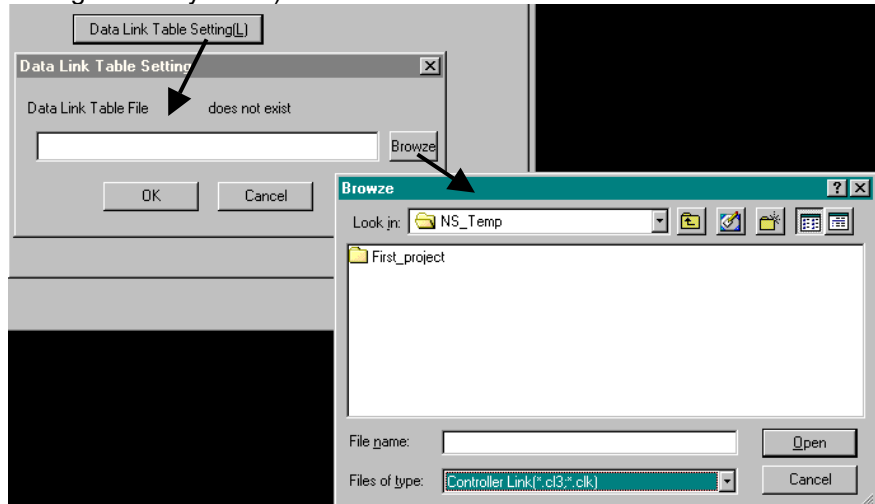 Data Link Table Setting(L)
Data Link Table Setting
Data Link Table File does not exist
Browze
OK Cancel
Browze
Look in: NS_Temp
First_project
File name: Open
Files of type: Controller Link(*.cl3;*.clk) Cancel